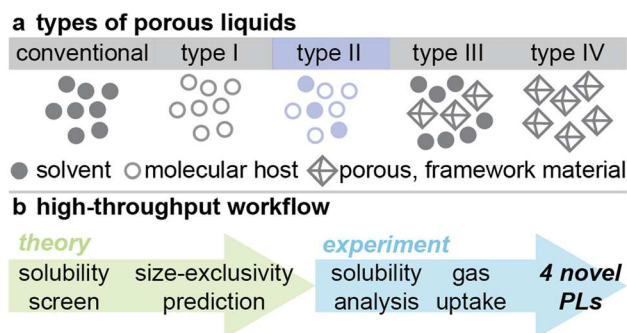 a types of porous liquids
conventional type I type II type III type IV
solvent molecular host porous, framework material
b high-throughput workflow
theory experiment
solubility size-exclusivity solubility gas 4 novel
screen prediction analysis uptake PLs